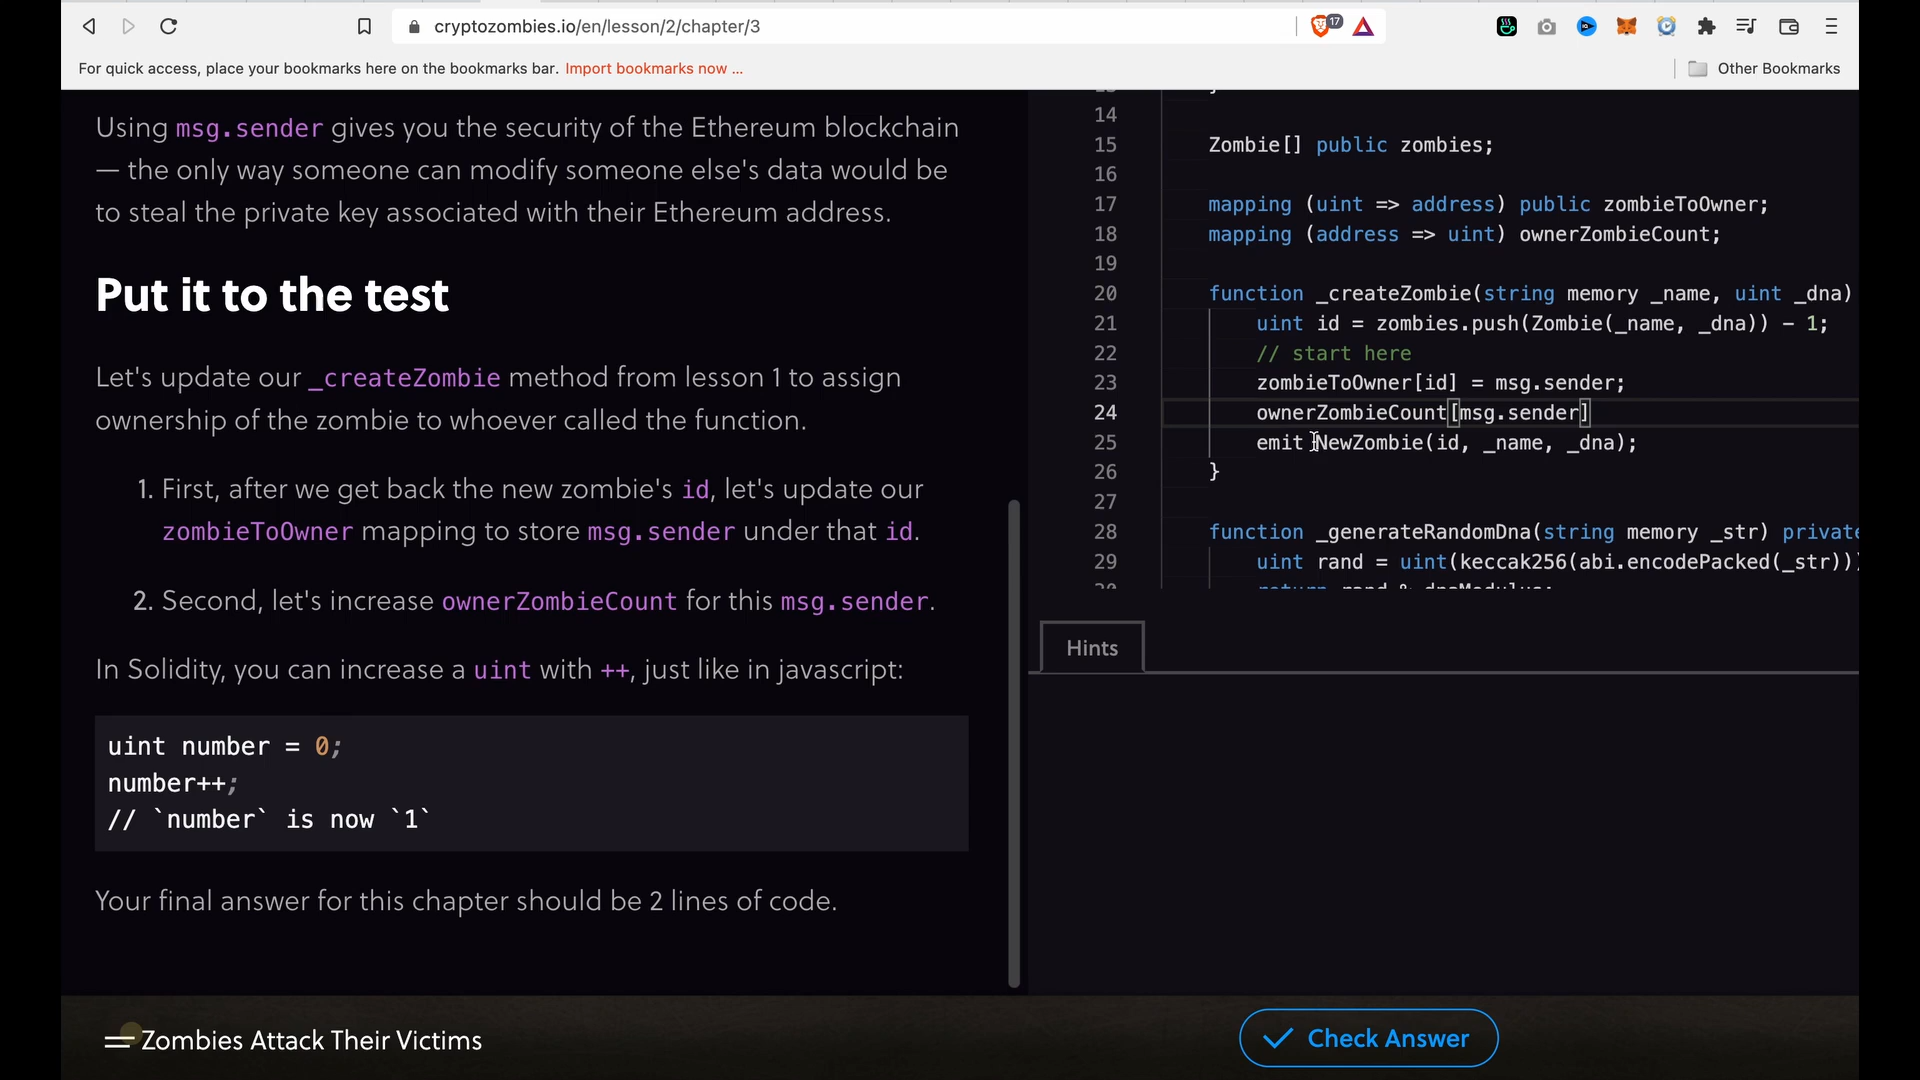 cryptozombies.io/en/lesson/2/chapter/3
17
For quick access, place your bookmarks here on the bookmarks bar. Import bookmarks now ...
Other Bookmarks
Using msg.sender gives you the security of the Ethereum blockchain
— the only way someone can modify someone else's data would be
to steal the private key associated with their Ethereum address.
Put it to the test
Let's update our _createZombie method from lesson 1 to assign
ownership of the zombie to whoever called the function.
1. First, after we get back the new zombie's id, let's update our
zombieToOwner mapping to store msg.sender under that id.
2. Second, let's increase ownerZombieCount for this msg.sender.
In Solidity, you can increase a uint with ++, just like in javascript:
uint number = 0;
number++;
// `number` is now `1`
Your final answer for this chapter should be 2 lines of code.
14
15 Zombie[] public zombies;
16
17 mapping (uint => address) public zombieToOwner;
18 mapping (address => uint) ownerZombieCount;
19
20 function _createZombie(string memory _name, uint _dna)
21 uint id = zombies.push(Zombie(_name, _dna)) - 1;
22 // start here
23 zombieToOwner[id] = msg.sender;
24 ownerZombieCount[msg.sender]
25 emit NewZombie(id, _name, _dna);
26 }
27
28 function _generateRandomDna(string memory _str) private
29 uint rand = uint(keccak256(abi.encodePacked(_str)))
30 return rand % dnaModulus;
Hints
Zombies Attack Their Victims
Check Answer